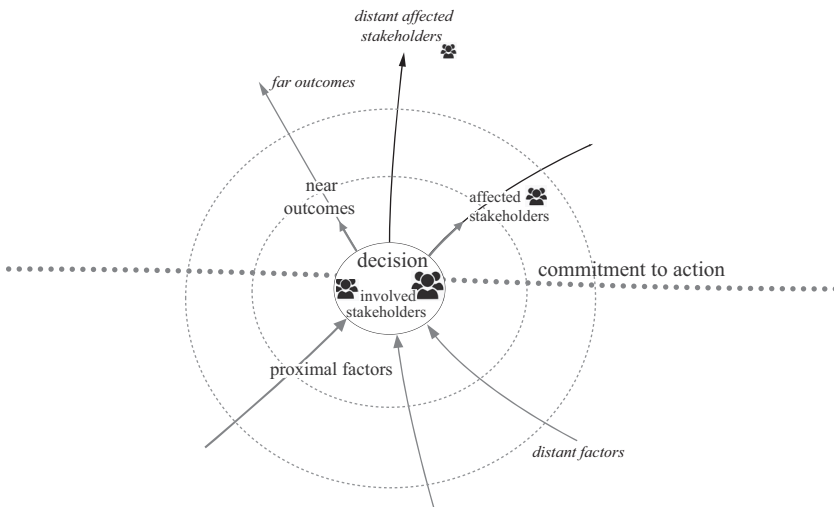 distant affected
stakeholders
far outcomes
near
outcomes
affected
stakeholders
decision
commitment to action
involved
stakeholders
proximal factors
distant factors